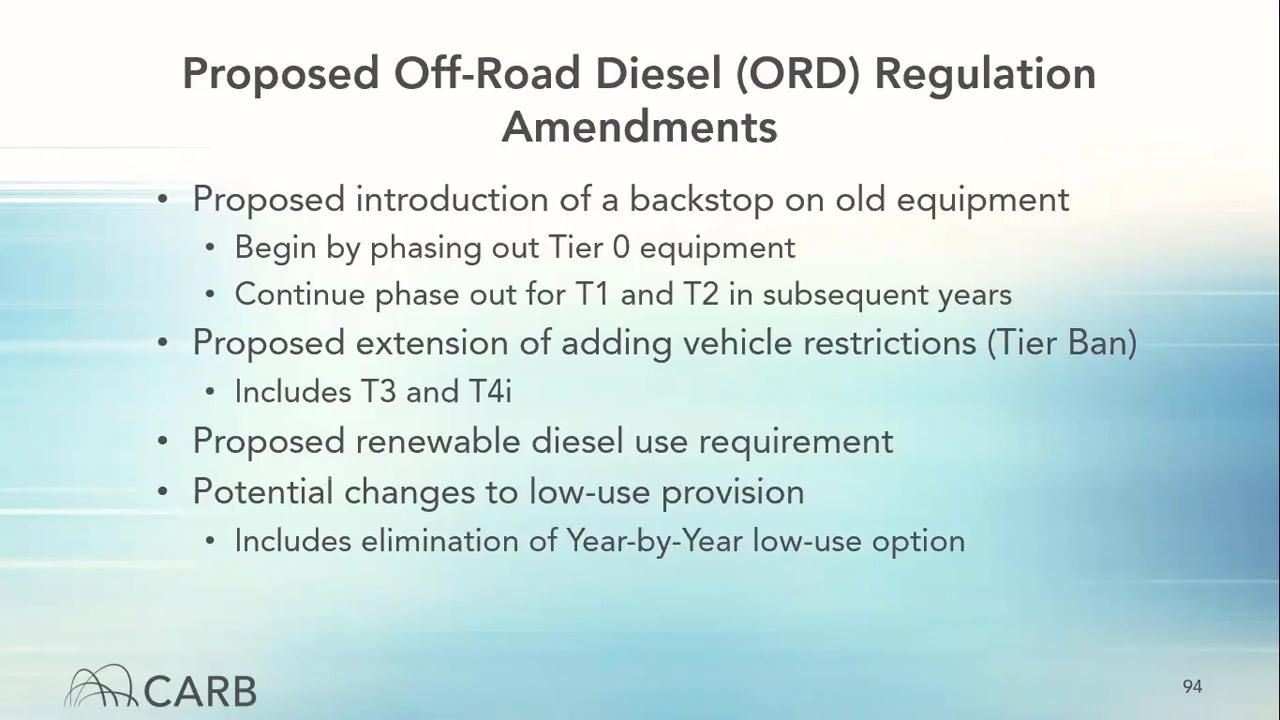 Proposed Off-Road Diesel (ORD) Regulation
Amendments
• Proposed introduction of a backstop on old equipment
• Begin by phasing out Tier 0 equipment
• Continue phase out for T1 and T2 in subsequent years
• Proposed extension of adding vehicle restrictions (Tier Ban)
• Includes T3 and T4i
• Proposed renewable diesel use requirement
• Potential changes to low-use provision
• Includes elimination of Year-by-Year low-use option
CARB
94